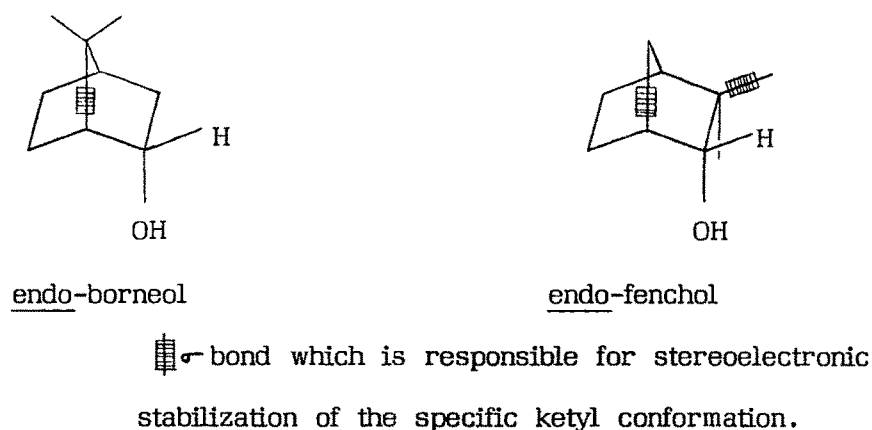 H
H
OH
OH
endo-borneol
endo-fenchol
σ bond which is responsible for stereoelectronic
stabilization of the specific ketyl conformation.